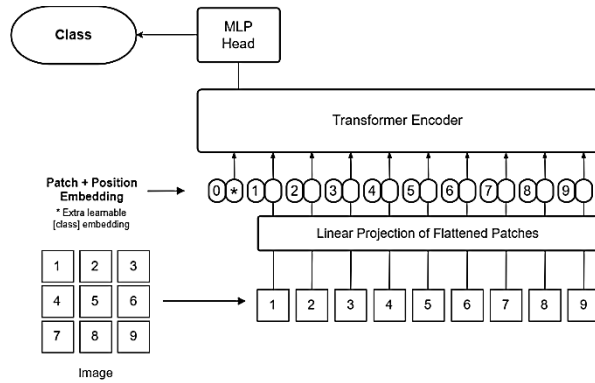 Class
MLP
Head
Transformer Encoder
Patch + Position
Embedding
* Extra learnable
[class] embedding
0 * 1 2 3 4 5 6 7 8 9
Linear Projection of Flattened Patches
1 2 3
4 5 6
7 8 9
1 2 3 4 5 6 7 8 9
Image